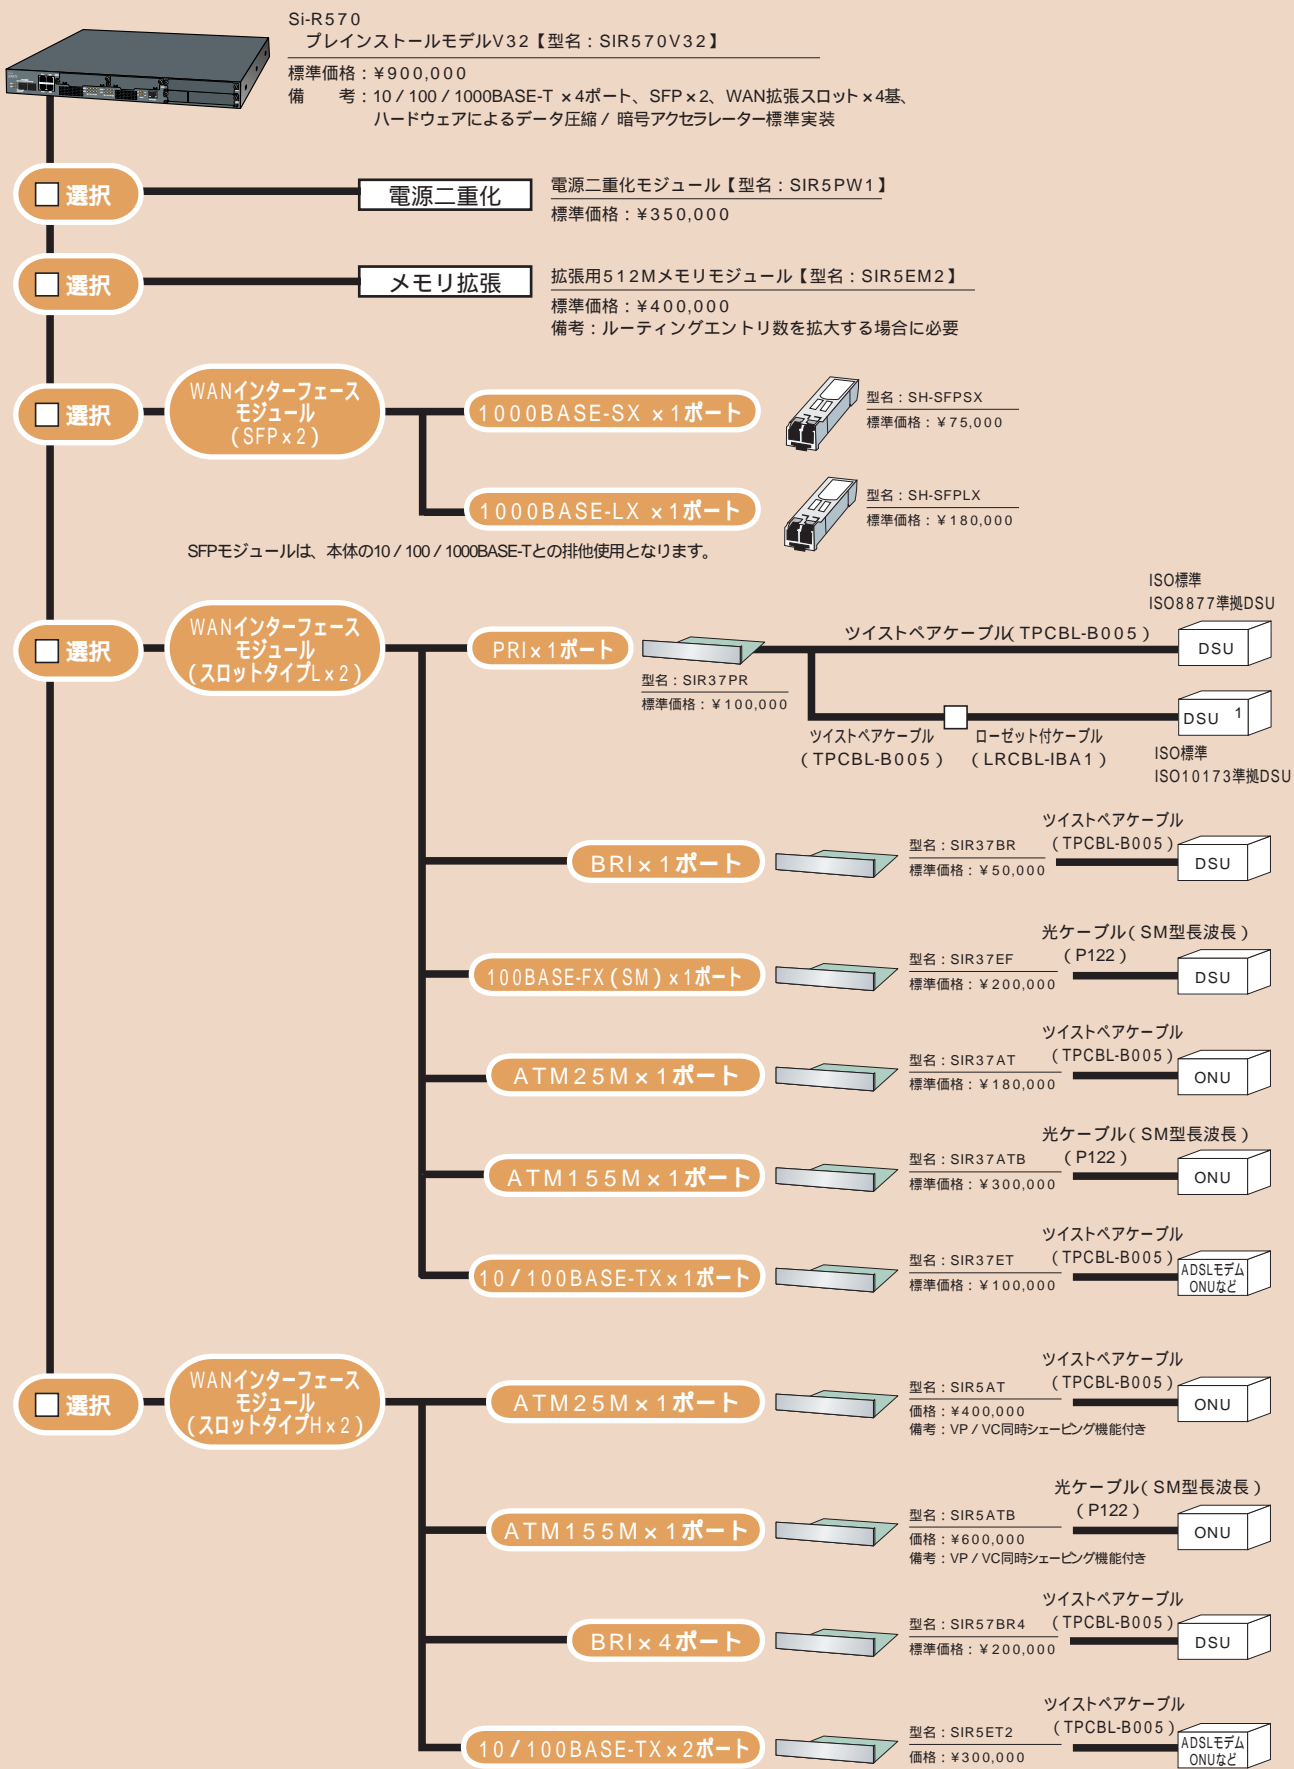 Si-R570
プレインストールモデルV32【型名：SIR570V32】
標準価格：¥900,000
備　考：10 / 100 / 1000BASE-T ×4ポート、SFP×2、WAN拡張スロット×4基、
ハードウェアによるデータ圧縮 / 暗号アクセラレーター標準実装
□ 選択
電源二重化
電源二重化モジュール【型名：SIR5PW1】
標準価格：¥350,000
□ 選択
メモリ拡張
拡張用512Mメモリモジュール【型名：SIR5EM2】
標準価格：¥400,000
備考：ルーティングエントリ数を拡大する場合に必要
□ 選択
WANインターフェース
モジュール
（SFP×2）
1000BASE-SX ×1ポート
型名：SH-SFPSX
標準価格：¥75,000
1000BASE-LX ×1ポート
型名：SH-SFPLX
標準価格：¥180,000
SFPモジュールは、本体の10 / 100 / 1000BASE-Tとの排他使用となります。
□ 選択
WANインターフェース
モジュール
（スロットタイプL×2）
PRI×1ポート
型名：SIR37PR
標準価格：¥100,000
ツイストペアケーブル（TPCBL-B005）
ISO標準
ISO8877準拠DSU
DSU
ツイストペアケーブル
（TPCBL-B005）
ローゼット付ケーブル
（LRCBL-IBA1）
DSU 1
ISO標準
ISO10173準拠DSU
BRI×1ポート
型名：SIR37BR
標準価格：¥50,000
ツイストペアケーブル
（TPCBL-B005）
DSU
100BASE-FX（SM）×1ポート
型名：SIR37EF
標準価格：¥200,000
光ケーブル（SM型長波長）
（P122）
DSU
ATM25M×1ポート
型名：SIR37AT
標準価格：¥180,000
ツイストペアケーブル
（TPCBL-B005）
ONU
ATM155M×1ポート
型名：SIR37ATB
標準価格：¥300,000
光ケーブル（SM型長波長）
（P122）
ONU
10/100BASE-TX×1ポート
型名：SIR37ET
標準価格：¥100,000
ツイストペアケーブル
（TPCBL-B005）
ADSLモデム
ONUなど
□ 選択
WANインターフェース
モジュール
（スロットタイプH×2）
ATM25M×1ポート
型名：SIR5AT
価格：¥400,000
備考：VP / VC同時シェーピング機能付き
ツイストペアケーブル
（TPCBL-B005）
ONU
ATM155M×1ポート
型名：SIR5ATB
価格：¥600,000
備考：VP / VC同時シェーピング機能付き
光ケーブル（SM型長波長）
（P122）
ONU
BRI×4ポート
型名：SIR57BR4
標準価格：¥200,000
ツイストペアケーブル
（TPCBL-B005）
DSU
10/100BASE-TX×2ポート
型名：SIR5ET2
価格：¥300,000
ツイストペアケーブル
（TPCBL-B005）
ADSLモデム
ONUなど